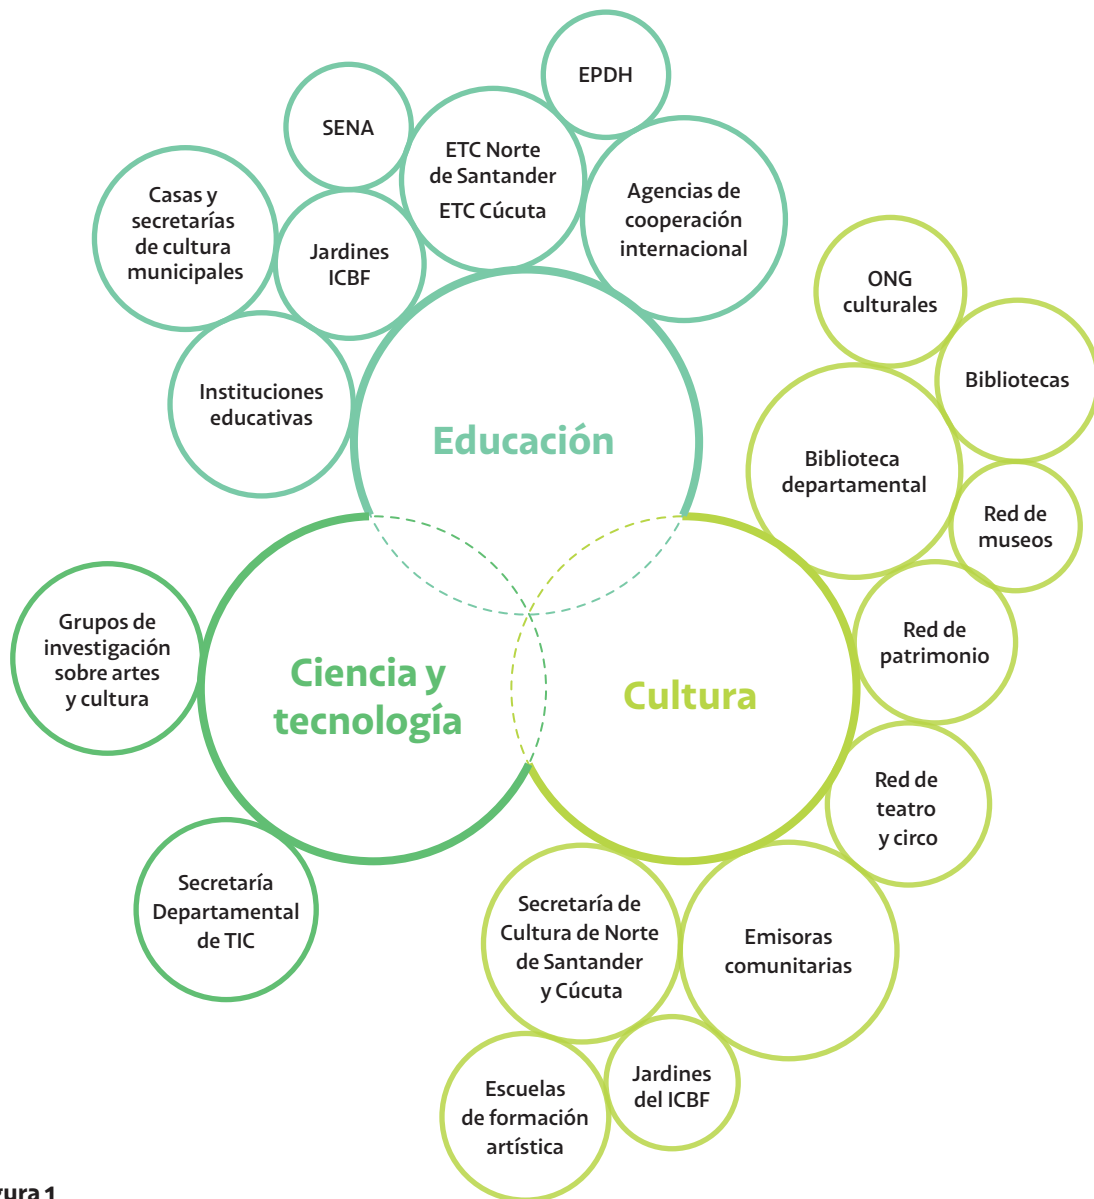 EPDH
SENA
ETC Norte
de Santander
ETC Cúcuta
Agencias de
cooperación
internacional
Casas y
secretarías
de cultura
municipales
Jardines
ICBF
Instituciones
educativas
Educación
ONG
culturales
Bibliotecas
Biblioteca
departamental
Red de
museos
Red de
patrimonio
Red de
teatro
y circo
Cultura
Ciencia y
tecnología
Grupos de
investigación
sobre artes
y cultura
Secretaría
Departamental
de TIC
Secretaría de
Cultura de Norte
de Santander
y Cúcuta
Emisoras
comunitarias
Jardines
del ICBF
Escuelas
de formación
artística
gura 1